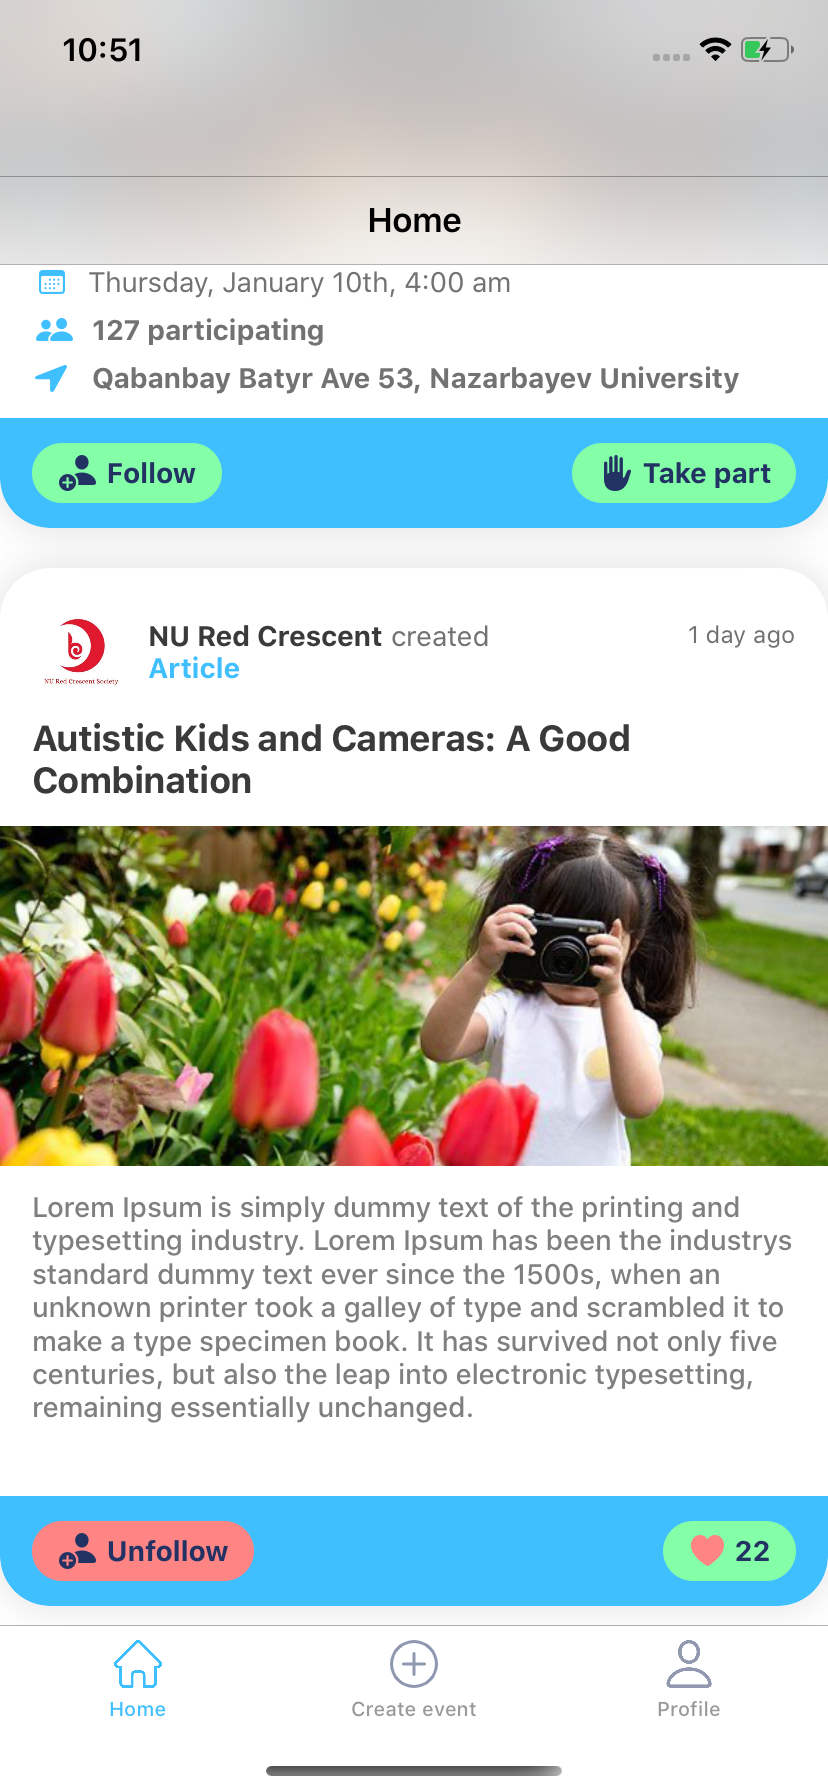 10:51
Home
Thursday, January 10th, 4:00 am
127 participating
Qabanbay Batyr Ave 53, Nazarbayev University
Follow
Take part
NU Red Crescent Society
NU Red Crescent created
Article
1 day ago
Autistic Kids and Cameras: A Good
Combination
Lorem Ipsum is simply dummy text of the printing and
typesetting industry. Lorem Ipsum has been the industrys
standard dummy text ever since the 1500s, when an
unknown printer took a galley of type and scrambled it to
make a type specimen book. It has survived not only five
centuries, but also the leap into electronic typesetting,
remaining essentially unchanged.
Unfollow
22
Home
Create event
Profile